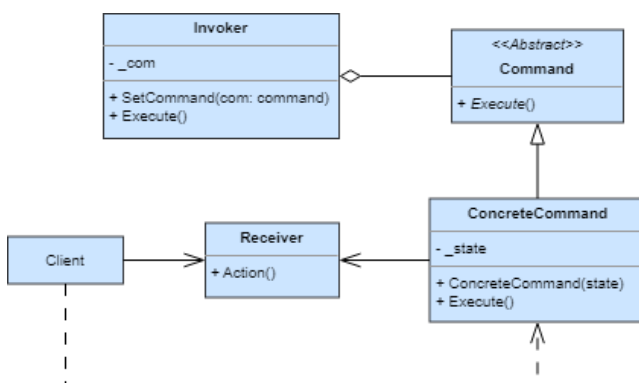 Invoker
- _com
+ SetCommand(com: command)
+ Execute()
<<Abstract>>
Command
+ Execute()
Client
Receiver
+ Action()
ConcreteCommand
- _state
+ ConcreteCommand(state)
+ Execute()